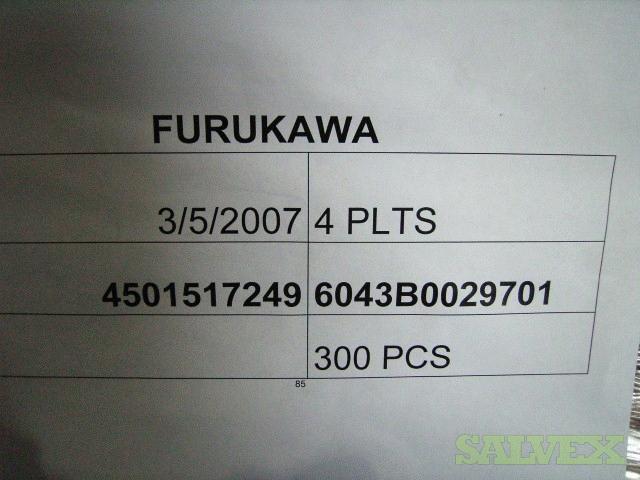 FURUKAWA
3/5/2007 4 PLTS
4501517249 6043B0029701
300 PCS
85
SALVEX